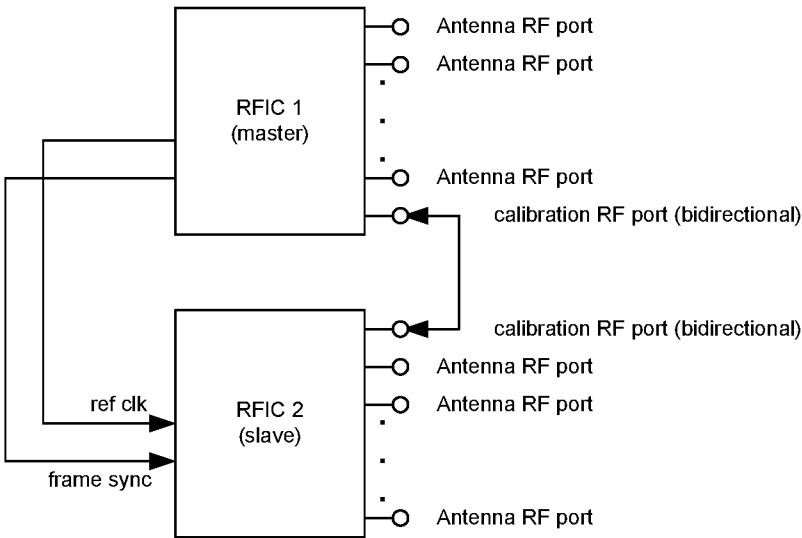 Antenna RF port
Antenna RF port
RFIC 1
(master)
Antenna RF port
calibration RF port (bidirectional)
calibration RF port (bidirectional)
Antenna RF port
ref clk
RFIC 2
(slave)
Antenna RF port
frame sync
Antenna RF port